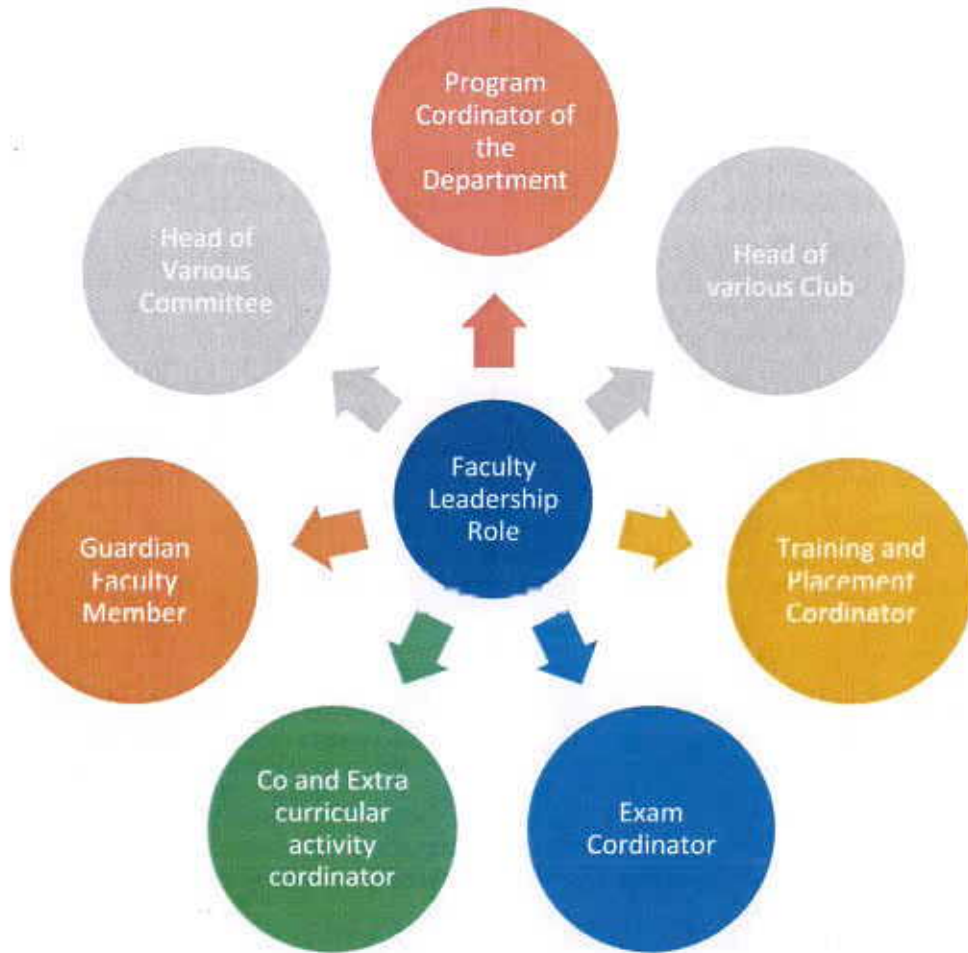 Program
Cordinator of
the
Department
Head of
Various
Committee
Head of
various Club
Faculty
Leadership
Role
Guardian
Faculty
Member
Training and
Placement
Cordinator
Co and Extra
curricular
activity
cordinator
Exam
Cordinator